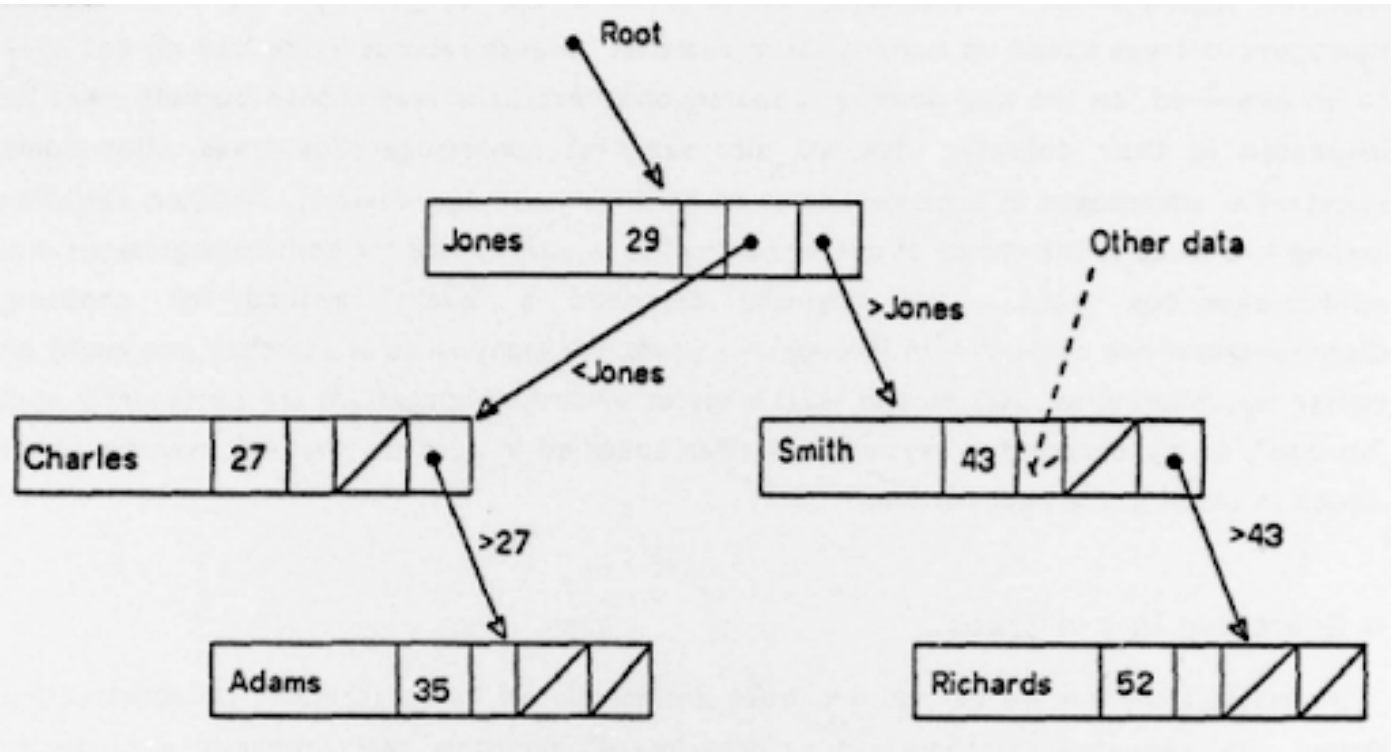 Root
Jones 29
Other data
>Jones
<Jones
Charles 27
Smith 43
>27
>43
Adams 35
Richards 52